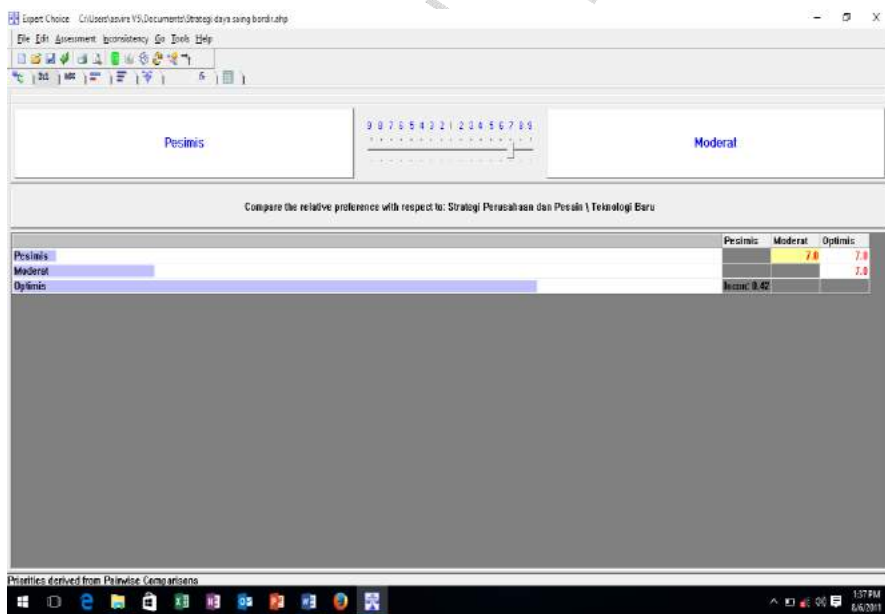 Expert Choice C:\Users\asvira V5\Documents\Strategi daya saing bordir.ahp
File Edit Assessment Inconsistency Go Tools Help
Pesimis
9 8 7 6 5 4 3 2 1 2 3 4 5 6 7 8 9
Moderat
Compare the relative preference with respect to: Strategi Perusahaan dan Pesain \ Teknologi Baru
Pesimis Moderat Optimis
Pesimis 7.0 7.0
Moderat 7.0
Optimis Incon: 0.42
Priorities derived from Pairwise Comparisons
1:37 PM